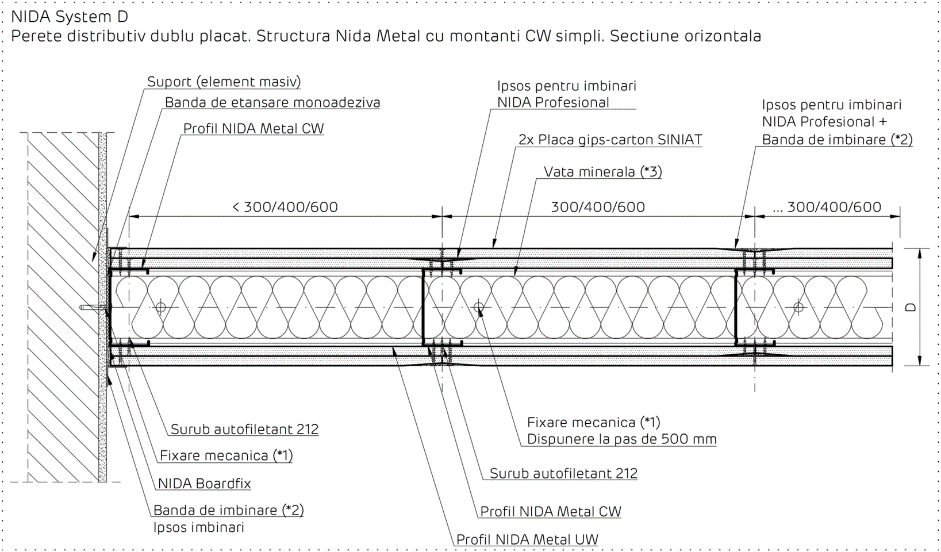 NIDA System D
Perete distributiv dublu placat. Structura Nida Metal cu montanti CW simpli. Sectiune orizontala
Suport (element masiv)
Banda de etansare monoadeziva
Profil NIDA Metal CW
Ipsos pentru imbinari
NIDA Profesional
2x Placa gips-carton SINIAT
Vata minerala (*3)
Ipsos pentru imbinari
NIDA Profesional +
Banda de imbinare (*2)
< 300/400/600
300/400/600
... 300/400/600
D
Surub autofiletant 212
Fixare mecanica (*1)
NIDA Boardfix
Banda de imbinare (*2)
Ipsos imbinari
Fixare mecanica (*1)
Dispunere la pas de 500 mm
Surub autofiletant 212
Profil NIDA Metal CW
Profil NIDA Metal UW